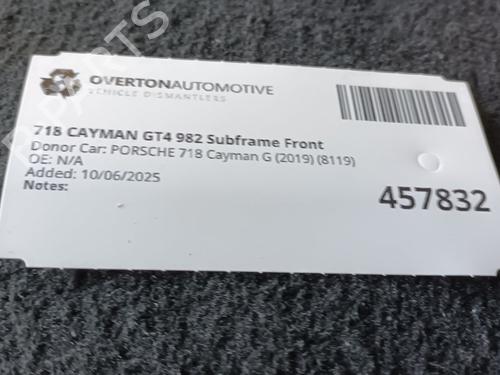 OVERTONAUTOMOTIVE
VEHICLE DISMANTLERS
718 CAYMAN GT4 982 Subframe Front
Donor Car: PORSCHE 718 Cayman G (2019) (8119)
OE: N/A
Added: 10/06/2025
Notes:
457832